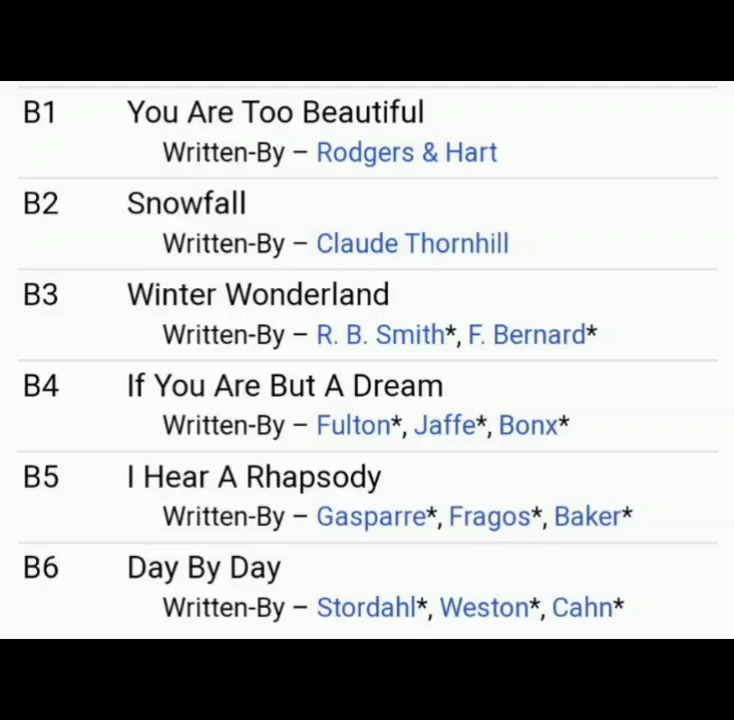 B1 You Are Too Beautiful
Written-By – Rodgers & Hart
B2 Snowfall
Written-By – Claude Thornhill
B3 Winter Wonderland
Written-By – R. B. Smith*, F. Bernard*
B4 If You Are But A Dream
Written-By – Fulton*, Jaffe*, Bonx*
B5 I Hear A Rhapsody
Written-By – Gasparre*, Fragos*, Baker*
B6 Day By Day
Written-By – Stordahl*, Weston*, Cahn*